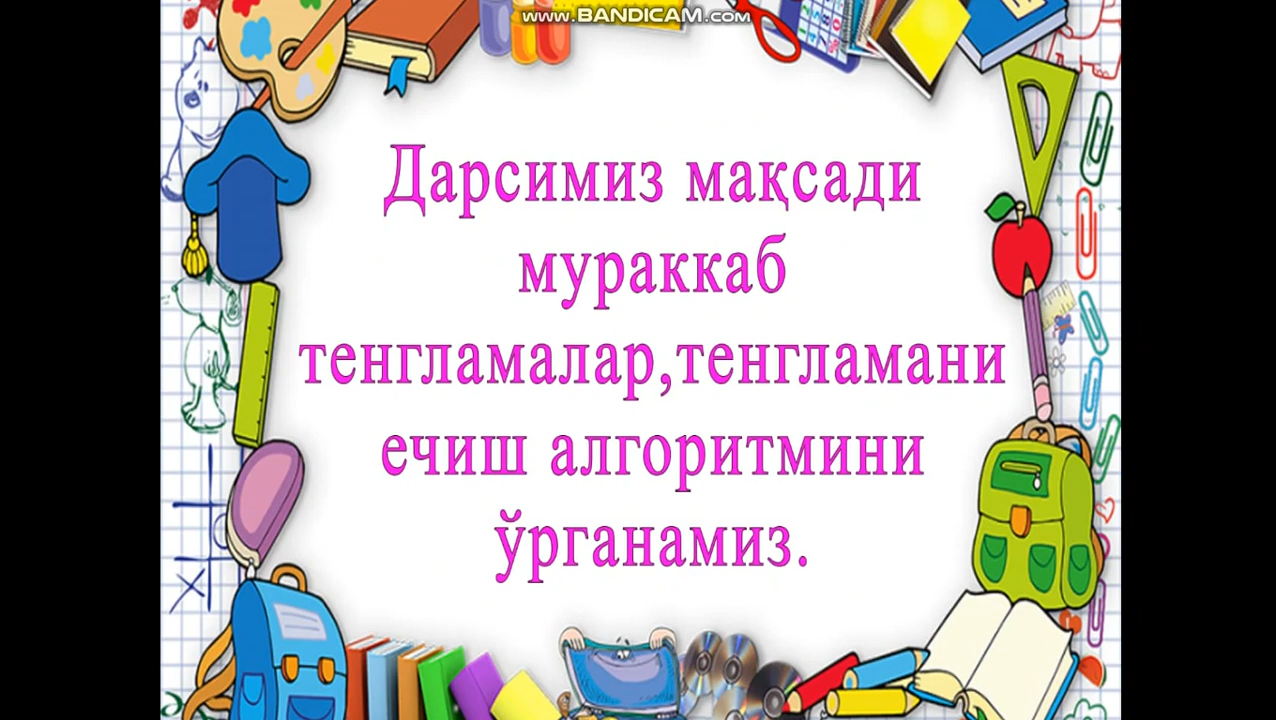 WWW.BANDICAM.COM
Дарсимиз мақсади
мураккаб
тенгламалар,тенгламани
ечиш алгоритмини
ўрганамиз.